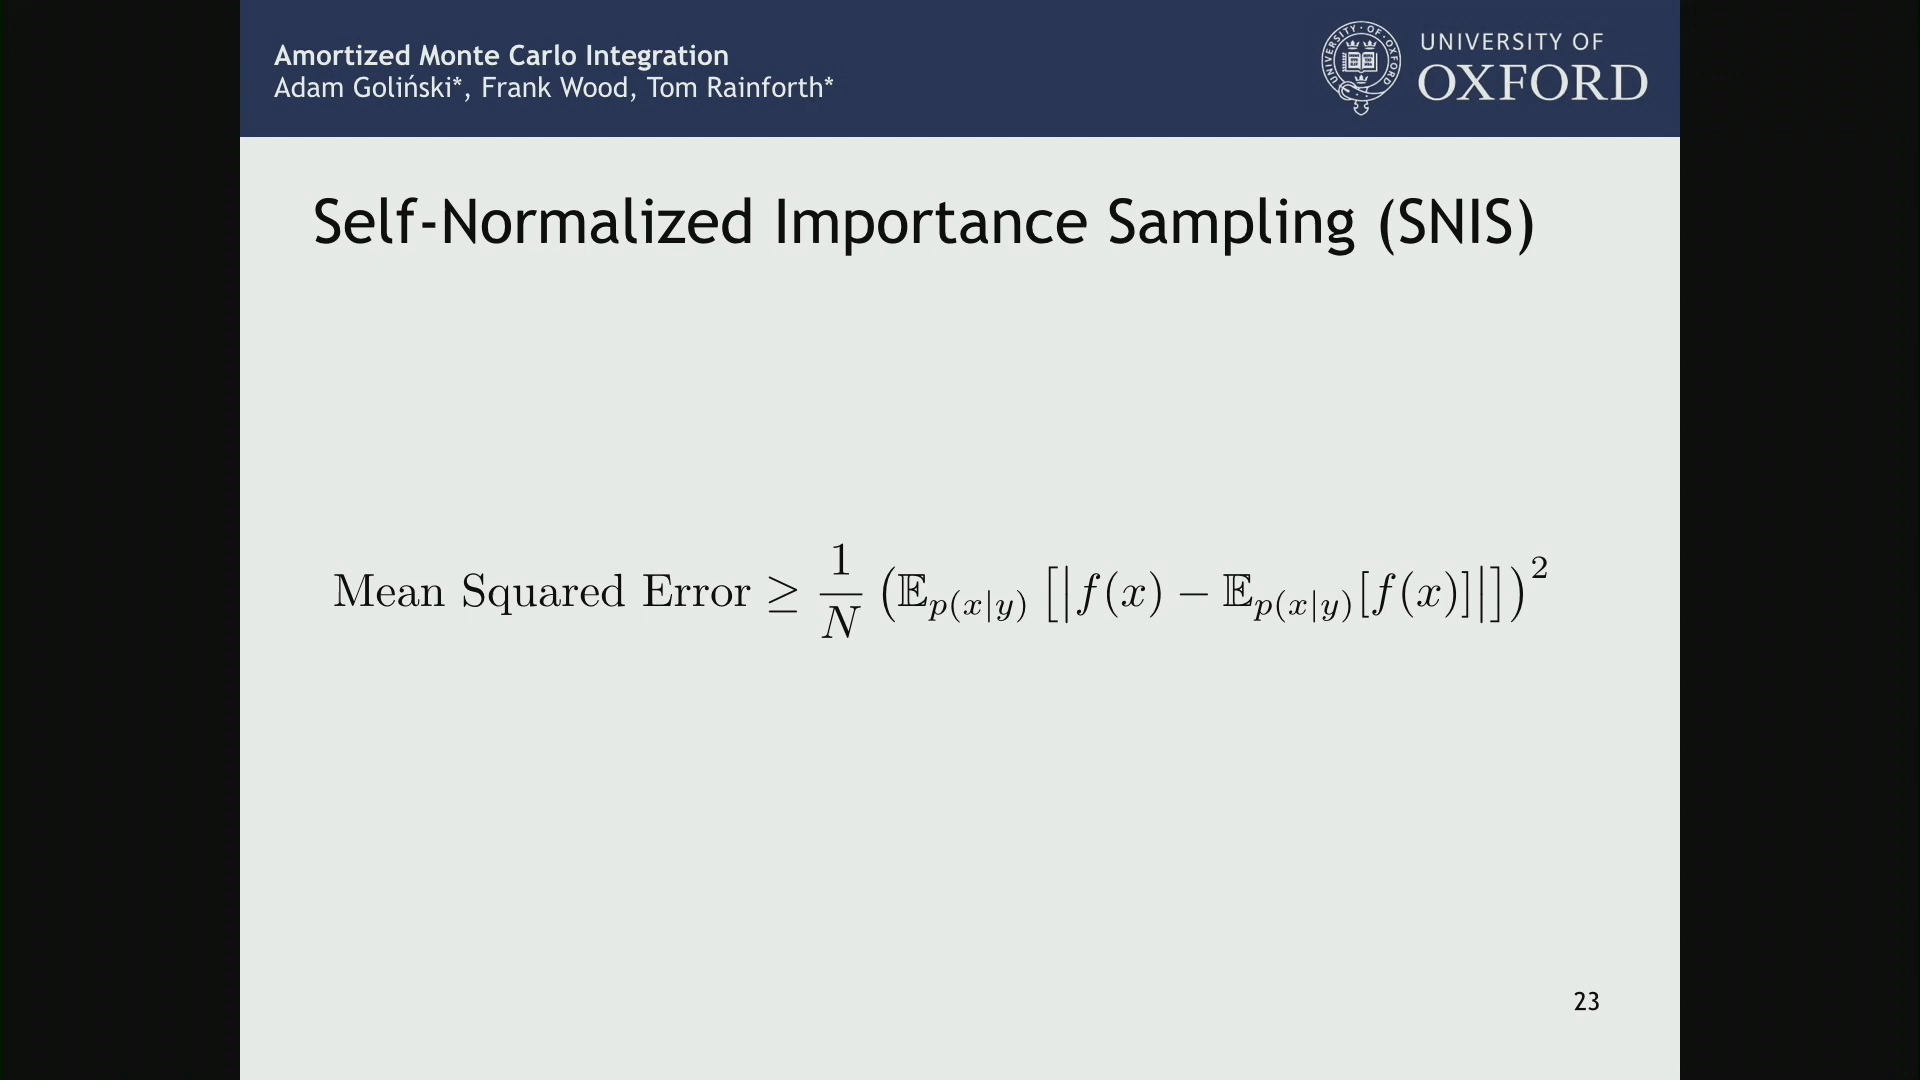 Amortized Monte Carlo Integration
Adam Goliński*, Frank Wood, Tom Rainforth*
UNIVERSITY OF
OXFORD
Self-Normalized Importance Sampling (SNIS)
Mean Squared Error ≥ \frac{1}{N} (𝔼_{p(x|y)} [|f(x) − 𝔼_{p(x|y)}[f(x)]|])^2
23